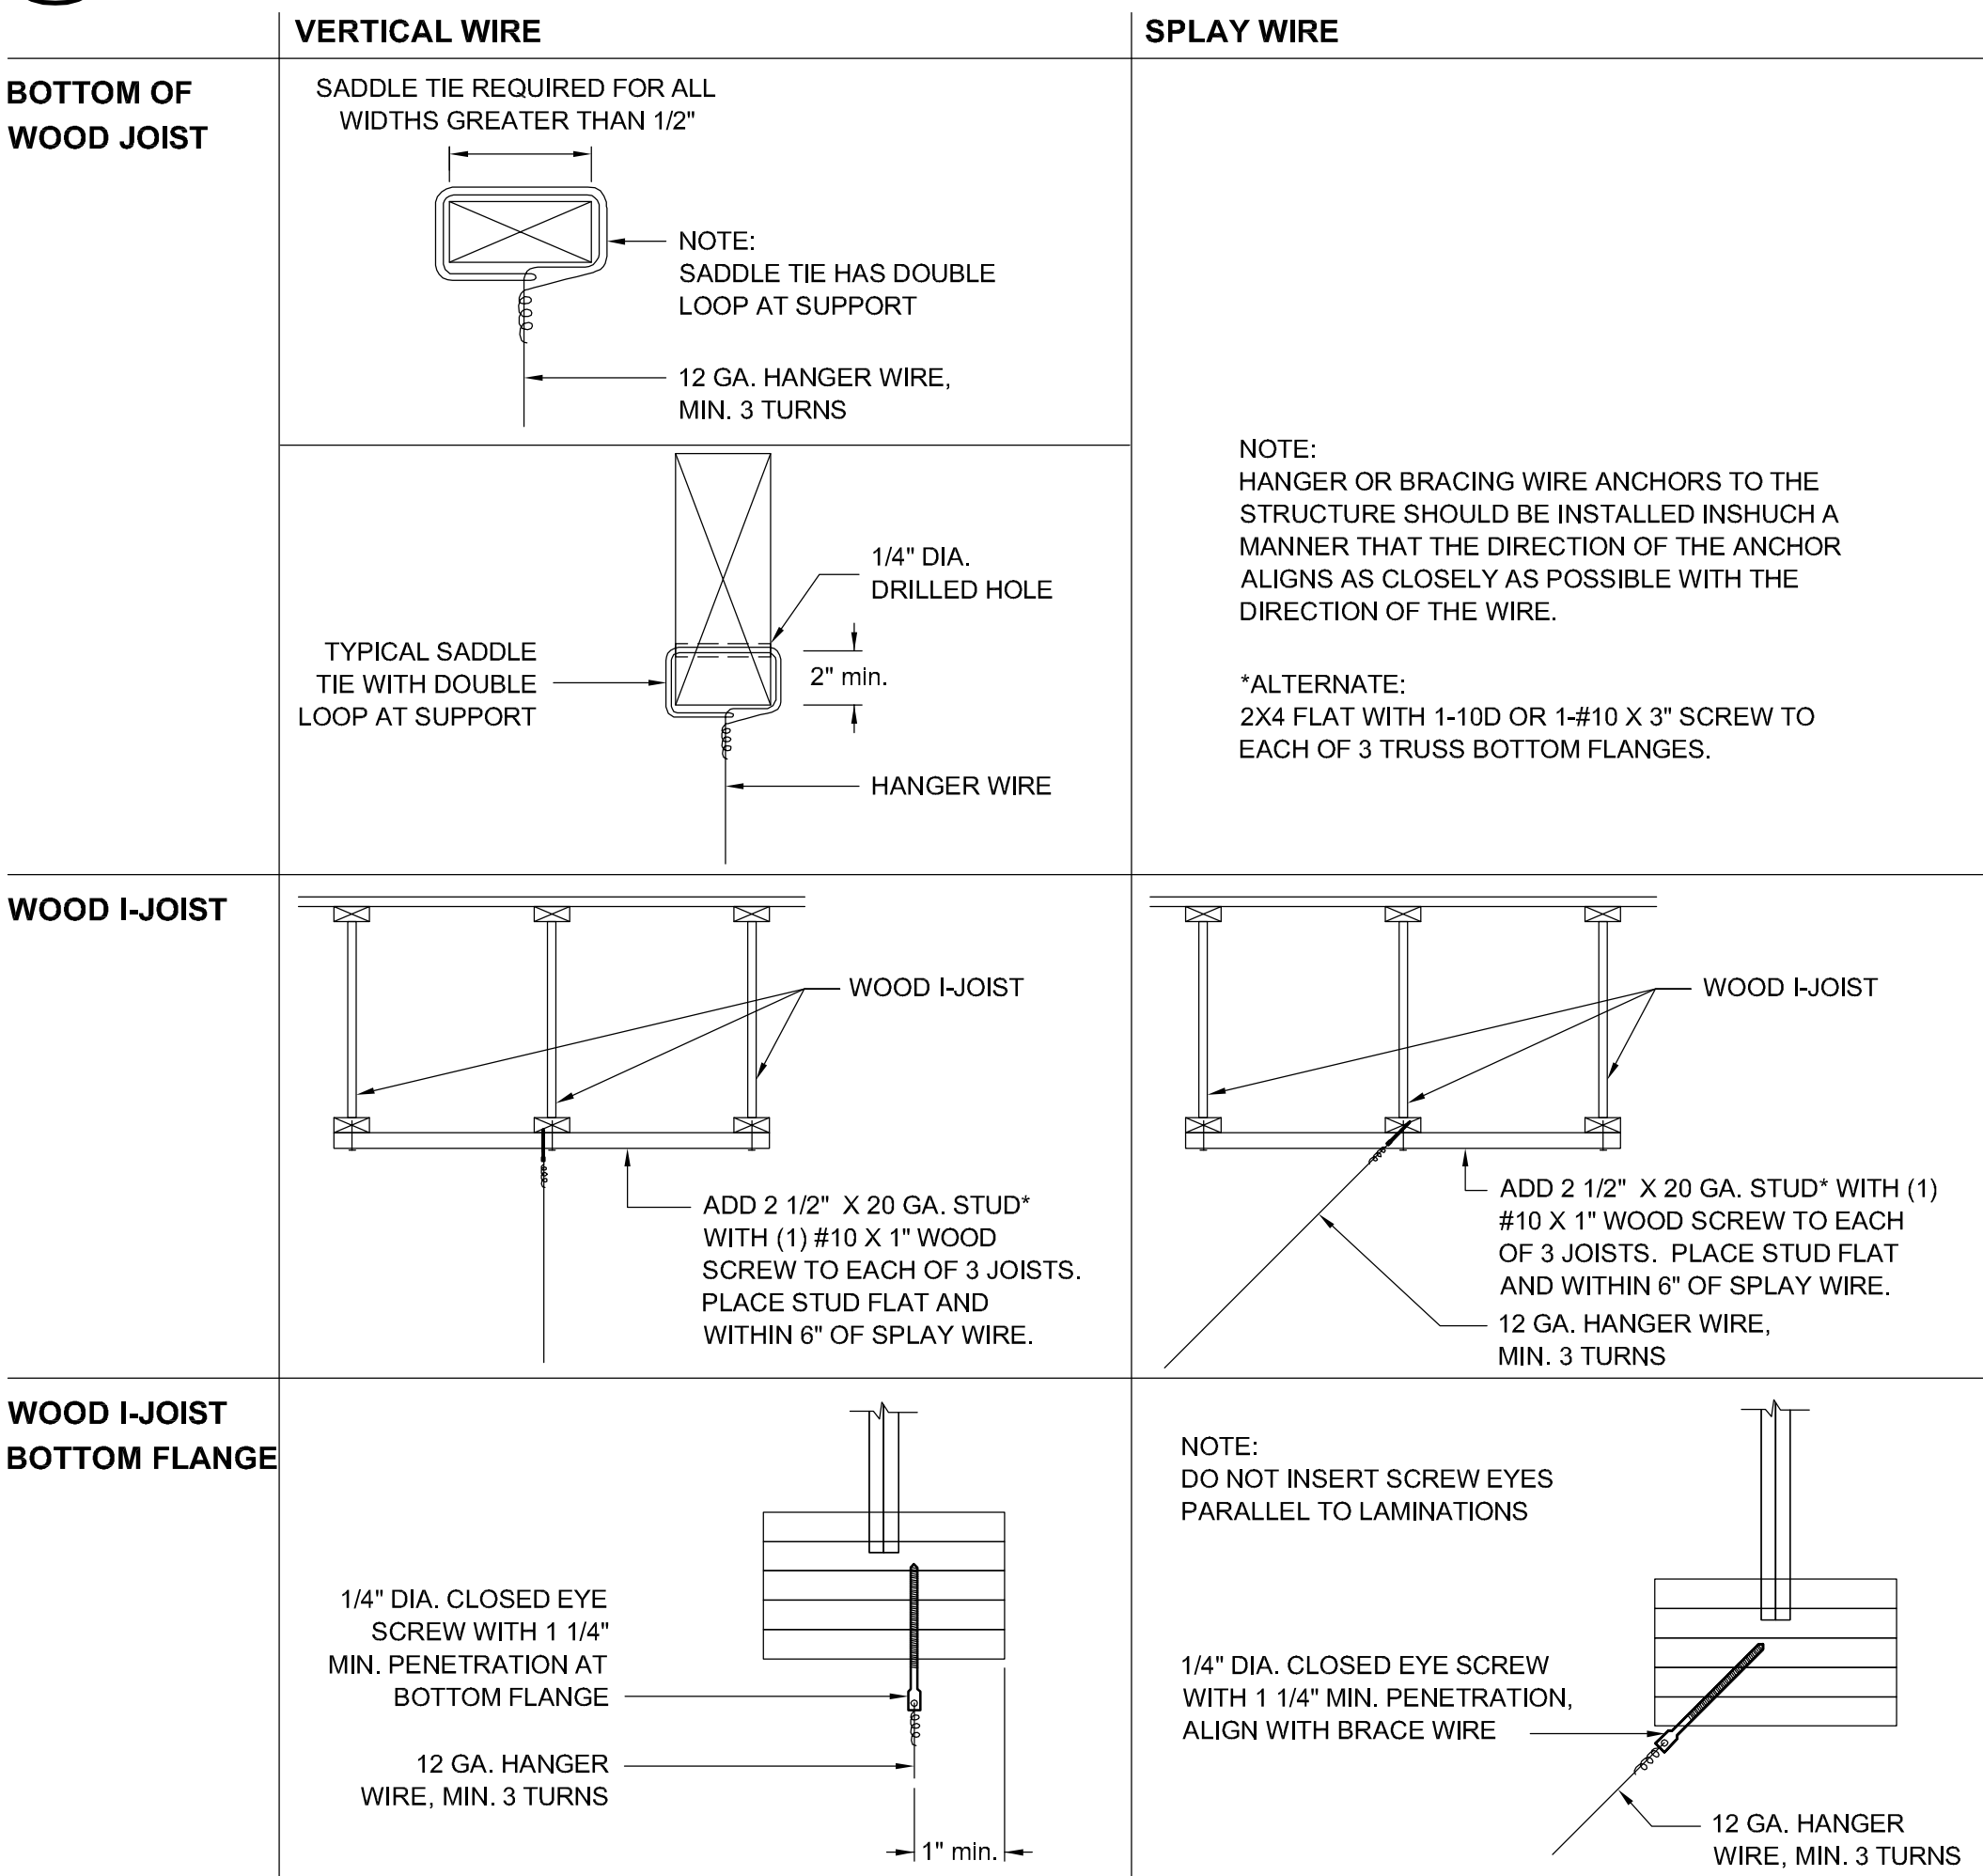 VERTICAL WIRE
SPLAY WIRE
BOTTOM OF
WOOD JOIST
SADDLE TIE REQUIRED FOR ALL
WIDTHS GREATER THAN 1/2"
NOTE:
SADDLE TIE HAS DOUBLE
LOOP AT SUPPORT
12 GA. HANGER WIRE,
MIN. 3 TURNS
1/4" DIA.
DRILLED HOLE
TYPICAL SADDLE
TIE WITH DOUBLE
LOOP AT SUPPORT
2" min.
HANGER WIRE
NOTE:
HANGER OR BRACING WIRE ANCHORS TO THE
STRUCTURE SHOULD BE INSTALLED INSHUCH A
MANNER THAT THE DIRECTION OF THE ANCHOR
ALIGNS AS CLOSELY AS POSSIBLE WITH THE
DIRECTION OF THE WIRE.
*ALTERNATE:
2X4 FLAT WITH 1-10D OR 1-#10 X 3" SCREW TO
EACH OF 3 TRUSS BOTTOM FLANGES.
WOOD I-JOIST
WOOD I-JOIST
ADD 2 1/2" X 20 GA. STUD*
WITH (1) #10 X 1" WOOD
SCREW TO EACH OF 3 JOISTS.
PLACE STUD FLAT AND
WITHIN 6" OF SPLAY WIRE.
WOOD I-JOIST
ADD 2 1/2" X 20 GA. STUD* WITH (1)
#10 X 1" WOOD SCREW TO EACH
OF 3 JOISTS. PLACE STUD FLAT
AND WITHIN 6" OF SPLAY WIRE.
12 GA. HANGER WIRE,
MIN. 3 TURNS
WOOD I-JOIST
BOTTOM FLANGE
1/4" DIA. CLOSED EYE
SCREW WITH 1 1/4"
MIN. PENETRATION AT
BOTTOM FLANGE
12 GA. HANGER
WIRE, MIN. 3 TURNS
1" min.
NOTE:
DO NOT INSERT SCREW EYES
PARALLEL TO LAMINATIONS
1/4" DIA. CLOSED EYE SCREW
WITH 1 1/4" MIN. PENETRATION,
ALIGN WITH BRACE WIRE
12 GA. HANGER
WIRE, MIN. 3 TURNS